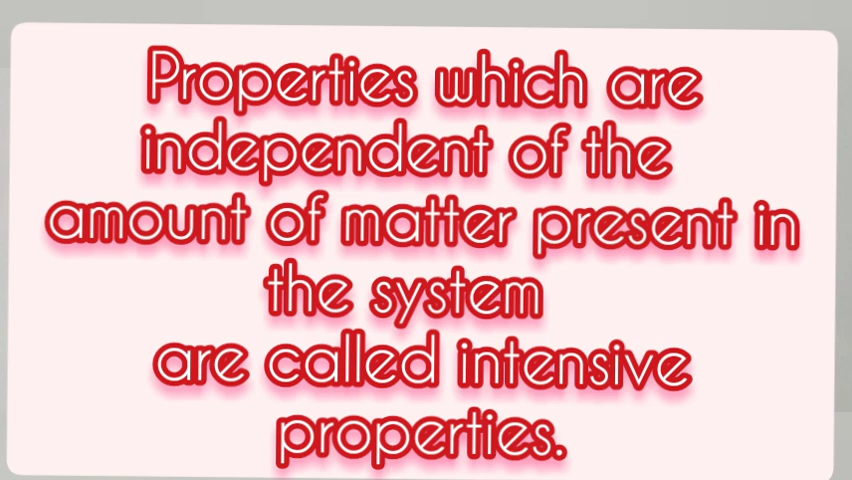 Properties which are
independent of the
amount of matter present in
the system
are called intensive
properties.